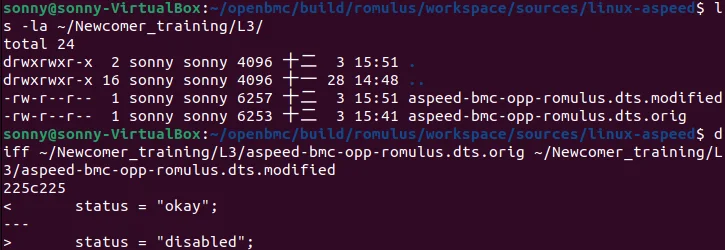 sonny@sonny-VirtualBox:~/openbmc/build/romulus/workspace/sources/linux-aspeed$ l
s -la ~/Newcomer_training/L3/
total 24
drwxrwxr-x  2 sonny sonny 4096 十二  3 15:51 .
drwxrwxr-x 16 sonny sonny 4096 十一 28 14:48 ..
-rw-r--r--  1 sonny sonny 6257 十二  3 15:51 aspeed-bmc-opp-romulus.dts.modified
-rw-r--r--  1 sonny sonny 6253 十二  3 15:41 aspeed-bmc-opp-romulus.dts.orig
sonny@sonny-VirtualBox:~/openbmc/build/romulus/workspace/sources/linux-aspeed$ d
iff ~/Newcomer_training/L3/aspeed-bmc-opp-romulus.dts.orig ~/Newcomer_training/L
3/aspeed-bmc-opp-romulus.dts.modified
225c225
<       status = "okay";
---
>       status = "disabled";